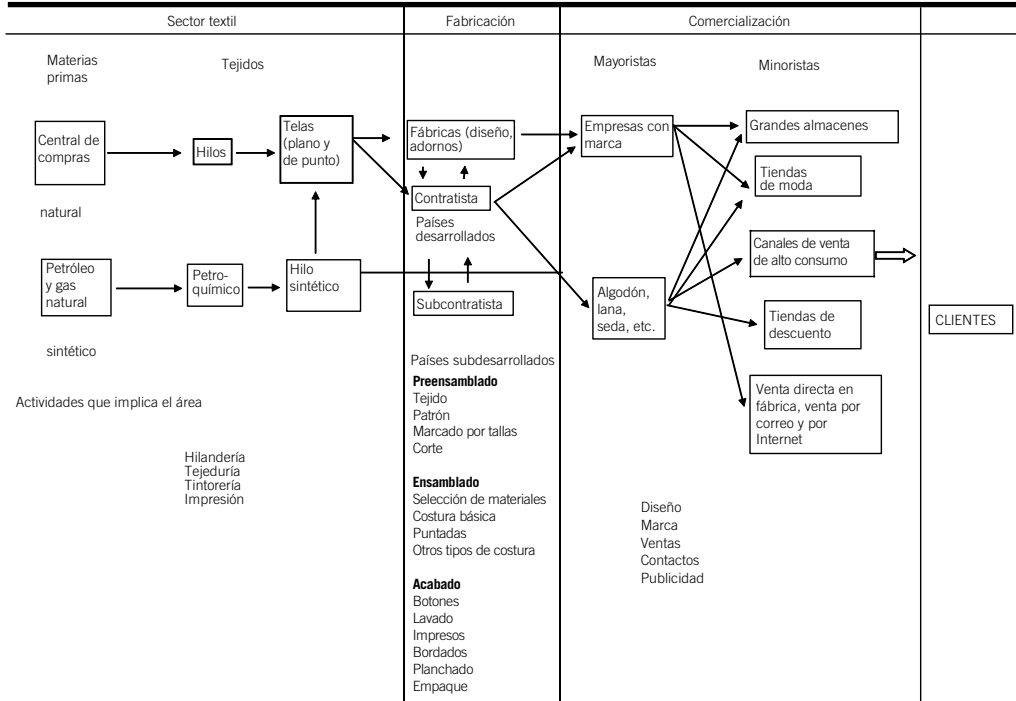 Sector textil
Fabricación
Comercialización
Materias
primas
Tejidos
Mayoristas
Minoristas
Central de
compras
Hilos
Telas
(plano y
de punto)
natural
Petróleo
y gas
natural
Petro-
químico
Hilo
sintético
sintético
Actividades que implica el área
Hilandería
Tejeduría
Tintorería
Impresión
Fábricas (diseño,
adornos)
Contratista
Países
desarrollados
Subcontratista
Países subdesarrollados
Preensamblado
Tejido
Patrón
Marcado por tallas
Corte
Ensamblado
Selección de materiales
Costura básica
Puntadas
Otros tipos de costura
Acabado
Botones
Lavado
Impresos
Bordados
Planchado
Empaque
Empresas con
marca
Algodón,
lana,
seda, etc.
Grandes almacenes
Tiendas
de moda
Canales de venta
de alto consumo
Tiendas de
descuento
Venta directa en
fábrica, venta por
correo y por
Internet
Diseño
Marca
Ventas
Contactos
Publicidad
CLIENTES